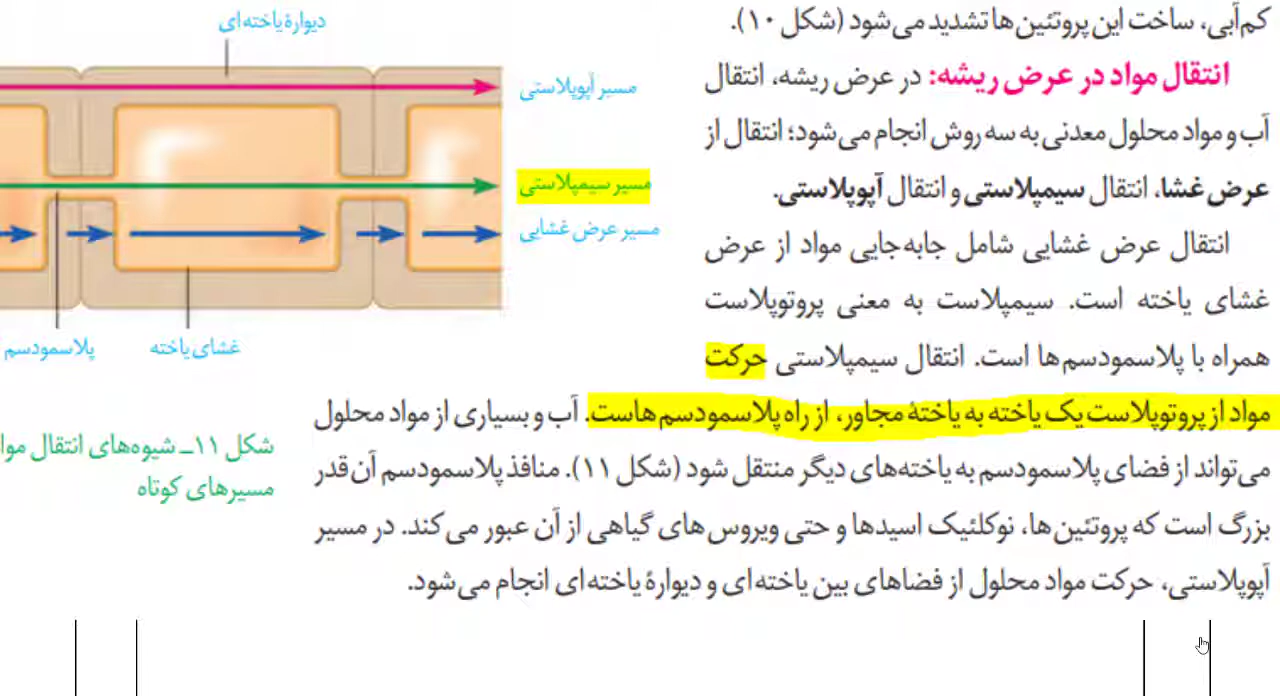 کم‌آبی، ساخت این پروتئین‌ها تشدید می‌شود (شکل ۱۰).
انتقال مواد در عرض ریشه: در عرض ریشه، انتقال
آب و مواد محلول معدنی به سه روش انجام می‌شود؛ انتقال از
عرض غشا، انتقال سیمپلاستی و انتقال آپوپلاستی.
انتقال عرض غشایی شامل جابه‌جایی مواد از عرض
غشای یاخته است. سیمپلاست به معنی پروتوپلاست
همراه با پلاسمودسم‌ها است. انتقال سیمپلاستی حرکت
مواد از پروتوپلاست یک یاخته به یاختهٔ مجاور، از راه پلاسمودسم‌هاست. آب و بسیاری از مواد محلول
می‌تواند از فضای پلاسمودسم به یاخته‌های دیگر منتقل شود (شکل ۱۱). منافذ پلاسمودسم آن‌قدر
بزرگ است که پروتئین‌ها، نوکلئیک اسیدها و حتی ویروس‌های گیاهی از آن عبور می‌کند. در مسیر
آپوپلاستی، حرکت مواد محلول از فضاهای بین یاخته‌ای و دیوارهٔ یاخته‌ای انجام می‌شود.
دیوارهٔ یاخته‌ای
مسیر آپوپلاستی
مسیر سیمپلاستی
مسیر عرض غشایی
غشای یاخته
پلاسمودسم
شکل ۱۱ـ شیوه‌های انتقال
مسیرهای کوتاه